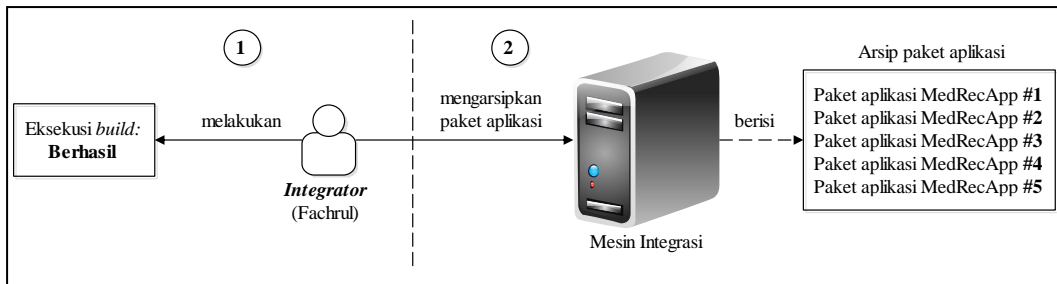 1
2
Eksekusi build:
Berhasil
melakukan
Integrator
(Fachrul)
mengarsipkan
paket aplikasi
Mesin Integrasi
berisi
Arsip paket aplikasi
Paket aplikasi MedRecApp #1
Paket aplikasi MedRecApp #2
Paket aplikasi MedRecApp #3
Paket aplikasi MedRecApp #4
Paket aplikasi MedRecApp #5